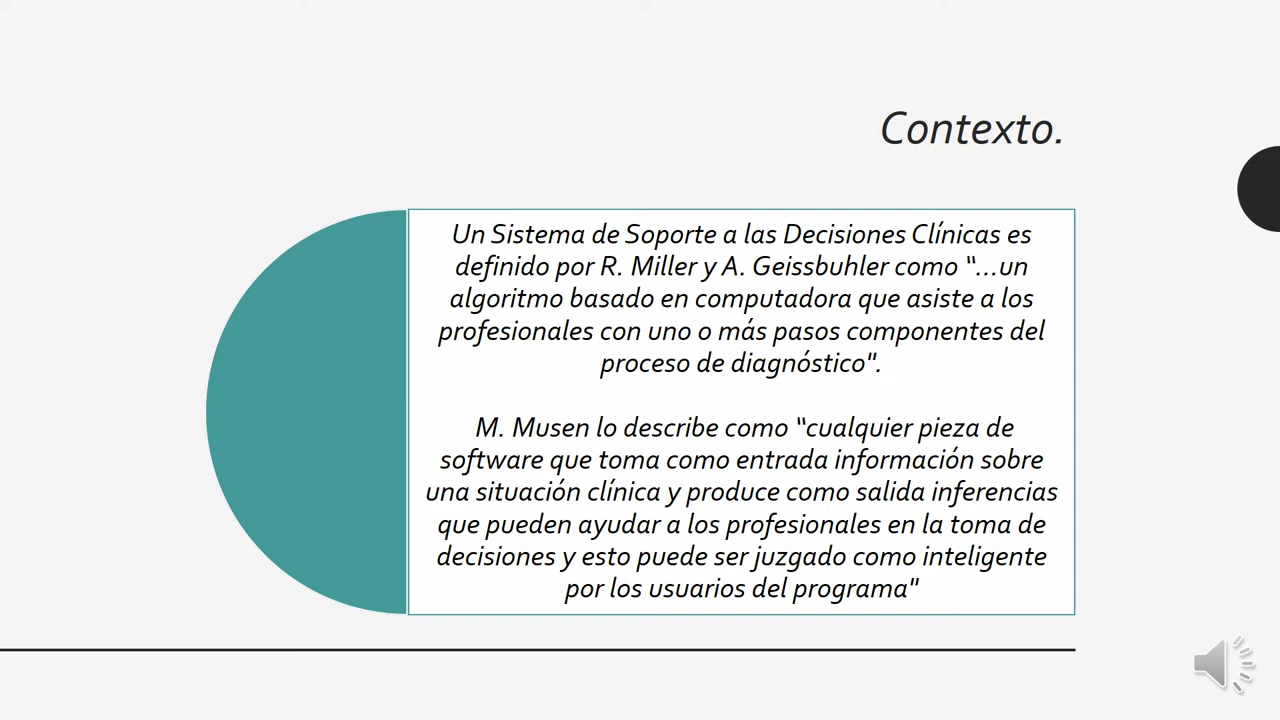 Contexto.
Un Sistema de Soporte a las Decisiones Clínicas es
definido por R. Miller y A. Geissbuhler como “…un
algoritmo basado en computadora que asiste a los
profesionales con uno o más pasos componentes del
proceso de diagnóstico".
M. Musen lo describe como “cualquier pieza de
software que toma como entrada información sobre
una situación clínica y produce como salida inferencias
que pueden ayudar a los profesionales en la toma de
decisiones y esto puede ser juzgado como inteligente
por los usuarios del programa"